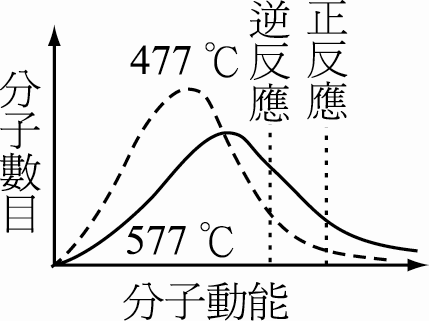 分子數目
477 ℃
逆反應
正反應
577 ℃
分子動能